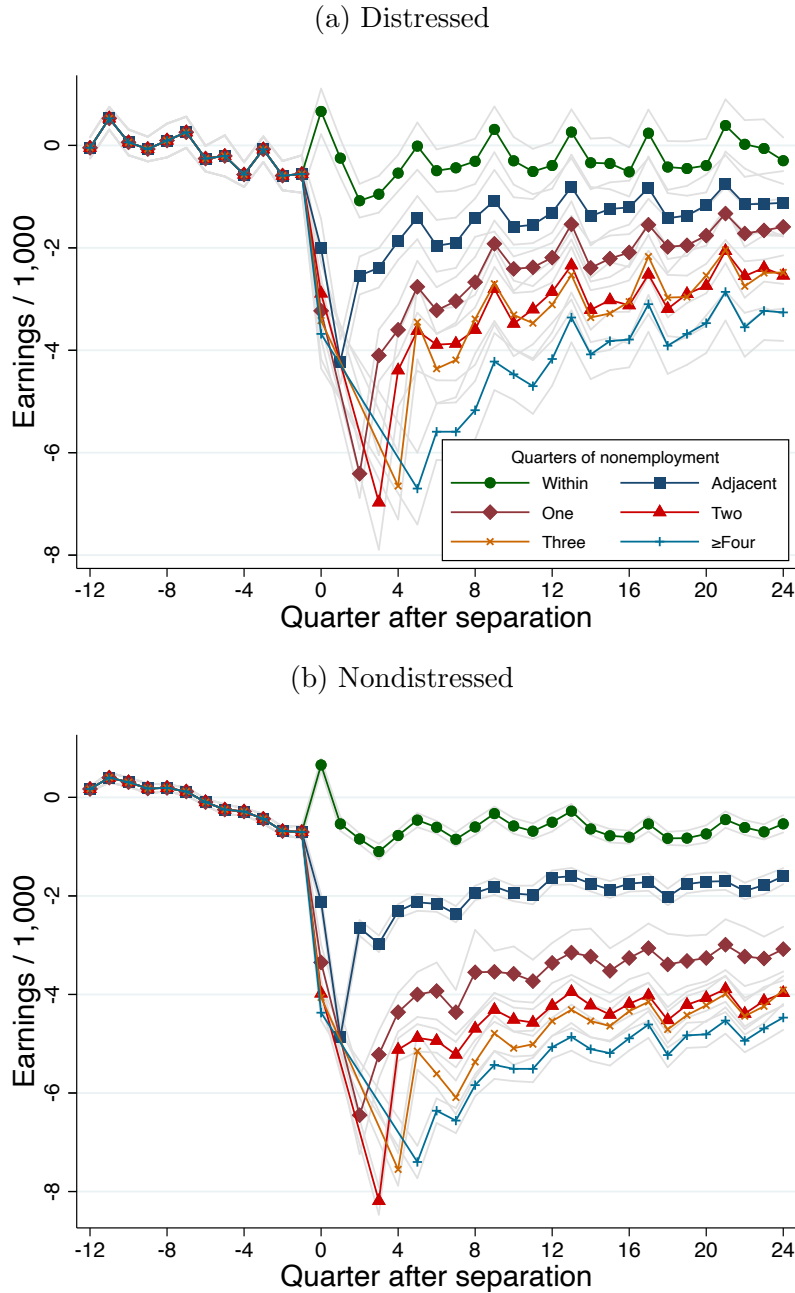 (a) Distressed
Earnings / 1,000
0
-2
-4
-6
-8
Quarters of nonemployment
Within
Adjacent
One
Two
Three
≥Four
-12 -8 -4 0 4 8 12 16 20 24
Quarter after separation
(b) Nondistressed
Earnings / 1,000
0
-2
-4
-6
-8
-12 -8 -4 0 4 8 12 16 20 24
Quarter after separation